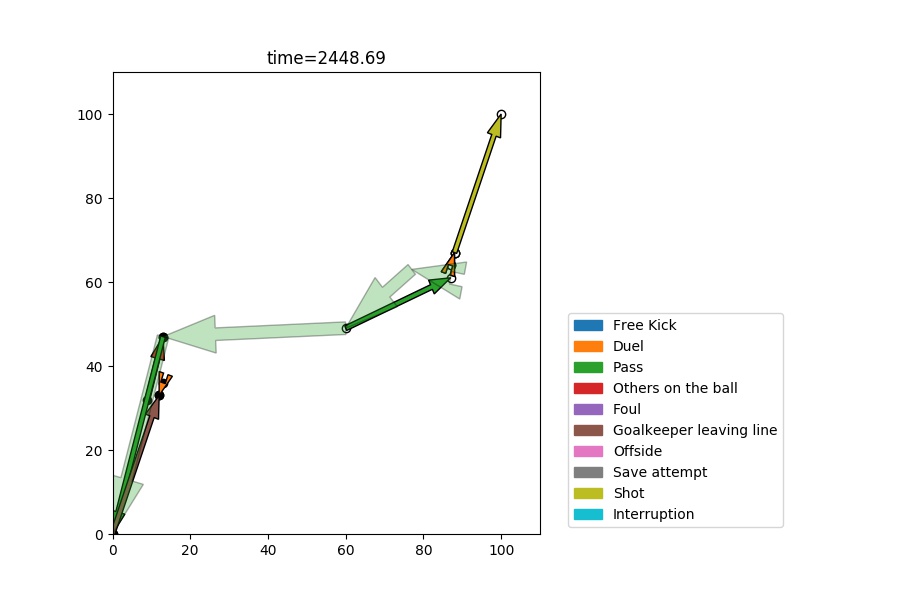 time=2448.69
100
80
60
40
20
0
0 20 40 60 80 100
Free Kick
Duel
Pass
Others on the ball
Foul
Goalkeeper leaving line
Offside
Save attempt
Shot
Interruption